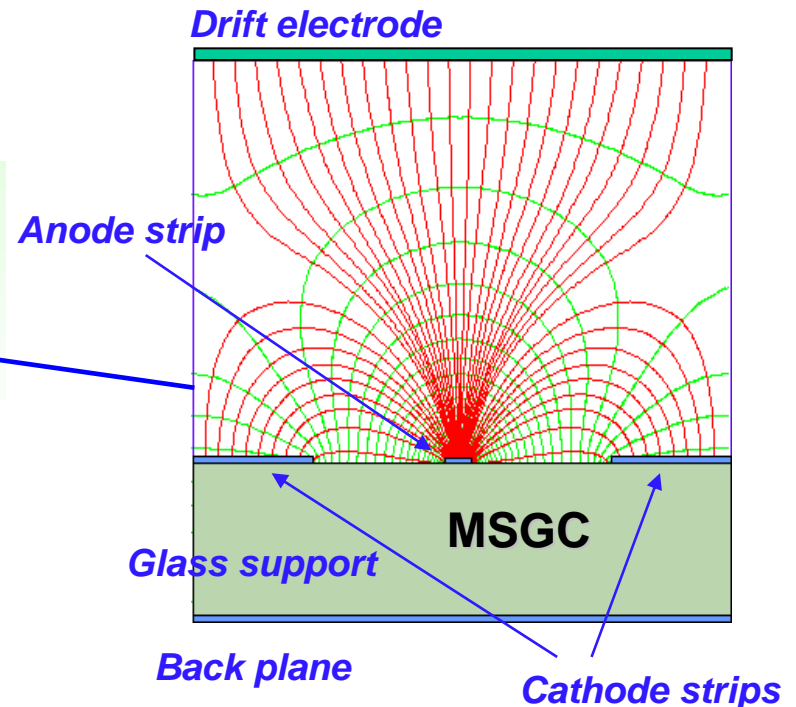 Drift electrode
Anode strip
MSGC
Glass support
Back plane
Cathode strips